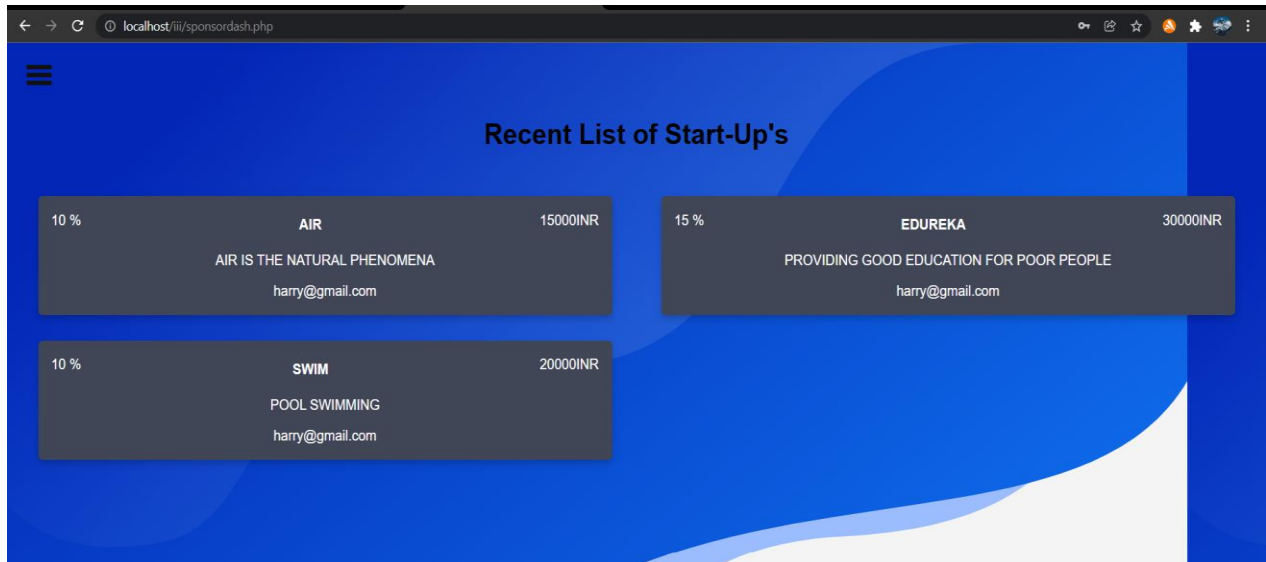 localhost/iii/sponsordash.php
Recent List of Start-Up's
10 %
AIR
15000INR
AIR IS THE NATURAL PHENOMENA
harry@gmail.com
15 %
EDUREKA
30000INR
PROVIDING GOOD EDUCATION FOR POOR PEOPLE
harry@gmail.com
10 %
SWIM
20000INR
POOL SWIMMING
harry@gmail.com